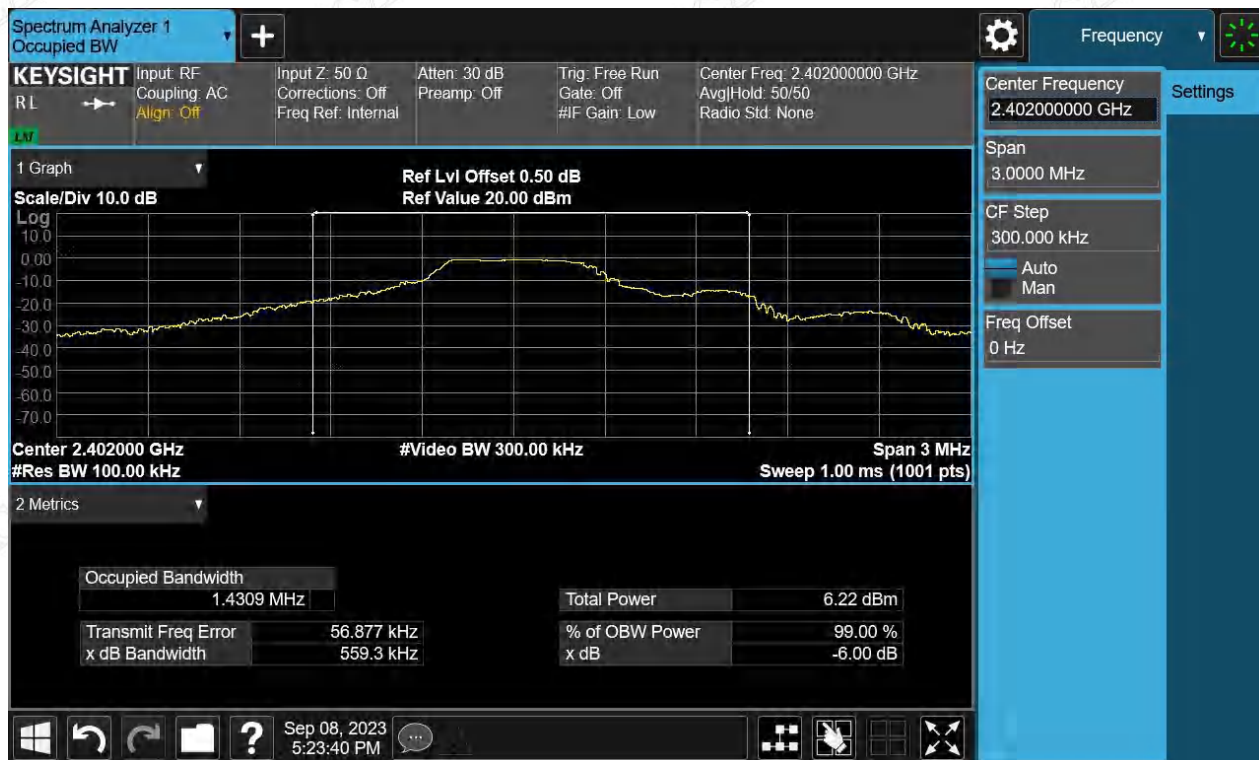 Spectrum Analyzer 1
Occupied BW
Frequency
KEYSIGHT
RL
LXI
Input: RF
Coupling: AC
Align: Off
Input Z: 50 Ω
Corrections: Off
Freq Ref: Internal
Atten: 30 dB
Preamp: Off
Trig: Free Run
Gate: Off
#IF Gain: Low
Center Freq: 2.402000000 GHz
Avg|Hold: 50/50
Radio Std: None
Center Frequency
2.402000000 GHz
Settings
Span
3.0000 MHz
CF Step
300.000 kHz
Auto
Man
Freq Offset
0 Hz
1 Graph
Scale/Div 10.0 dB
Ref Lvl Offset 0.50 dB
Ref Value 20.00 dBm
Log
10.0
0.00
-10.0
-20.0
-30.0
-40.0
-50.0
-60.0
-70.0
Center 2.402000 GHz
#Res BW 100.00 kHz
#Video BW 300.00 kHz
Span 3 MHz
Sweep 1.00 ms (1001 pts)
2 Metrics
Occupied Bandwidth
1.4309 MHz
Total Power 6.22 dBm
Transmit Freq Error 56.877 kHz
% of OBW Power 99.00 %
x dB Bandwidth 559.3 kHz
x dB -6.00 dB
?
Sep 08, 2023
5:23:40 PM